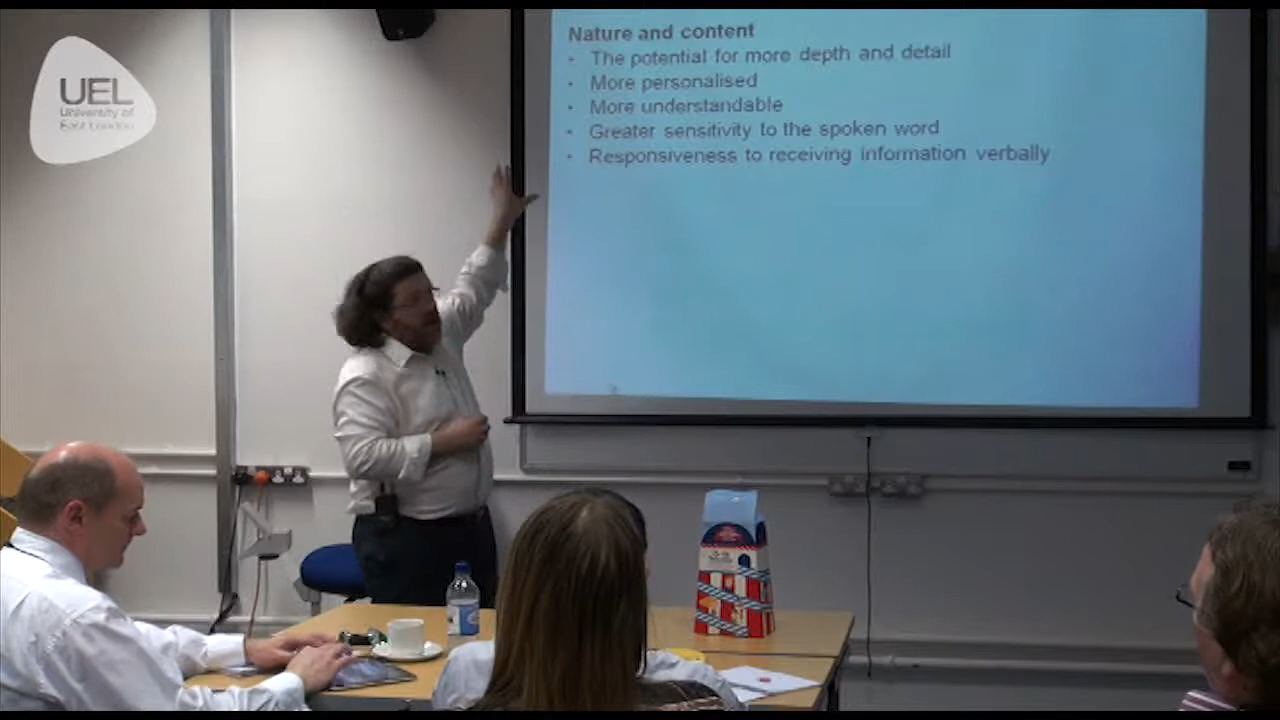 UEL
University of
East London
Nature and content
- The potential for more depth and detail
- More personalised
- More understandable
- Greater sensitivity to the spoken word
- Responsiveness to receiving information verbally